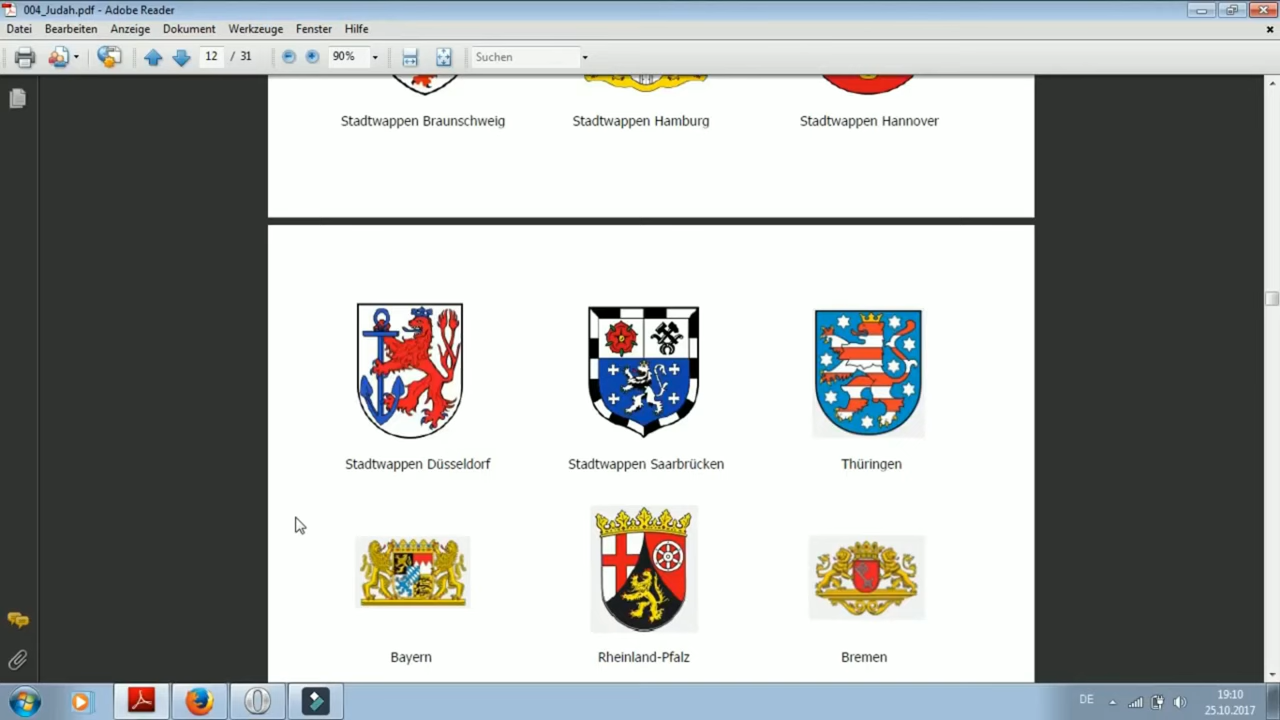 004_Judah.pdf - Adobe Reader
Datei Bearbeiten Anzeige Dokument Werkzeuge Fenster Hilfe
12 / 31 90% Suchen
Stadtwappen Braunschweig Stadtwappen Hamburg Stadtwappen Hannover
Stadtwappen Düsseldorf Stadtwappen Saarbrücken Thüringen
Bayern Rheinland-Pfalz Bremen
DE 19:10
25.10.2017